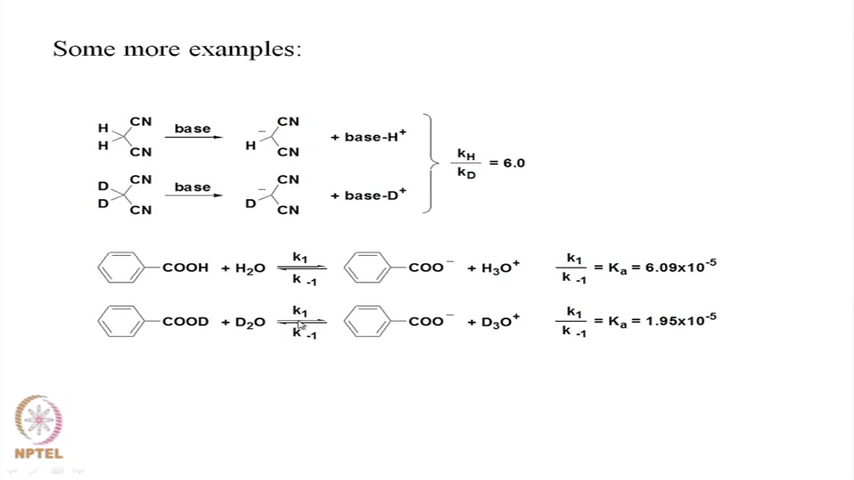 Some more examples:
H CN base CN
H CN H − CN + base-H⁺
D CN base CN
D CN D − CN + base-D⁺
kH / kD = 6.0
COOH + H₂O k₁ / k₋₁ COO⁻ + H₃O⁺ k₁ / k₋₁ = Kₐ = 6.09x10⁻⁵
COOD + D₂O k₁ / k₋₁ COO⁻ + D₃O⁺ k₁ / k₋₁ = Kₐ = 1.95x10⁻⁵
NPTEL